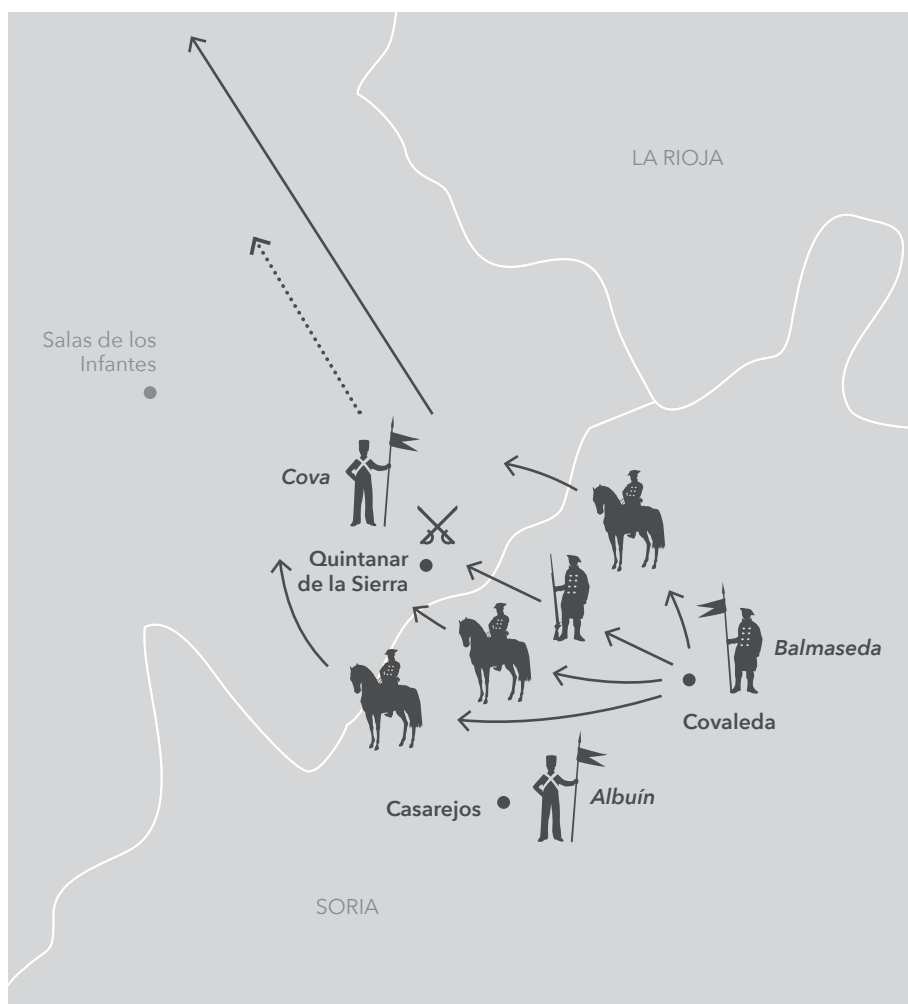 LA RIOJA
Salas de los
Infantes
Cova
Quintanar
de la Sierra
Balmaseda
Covaleda
Albuín
Casarejos
SORIA